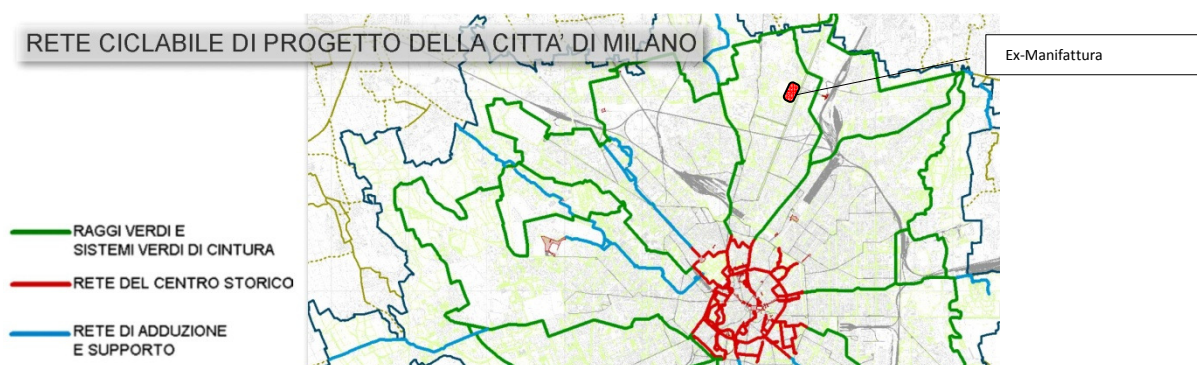 RETE CICLABILE DI PROGETTO DELLA CITTA' DI MILANO
Ex-Manifattura
RAGGI VERDI E
SISTEMI VERDI DI CINTURA
RETE DEL CENTRO STORICO
RETE DI ADDUZIONE
E SUPPORTO